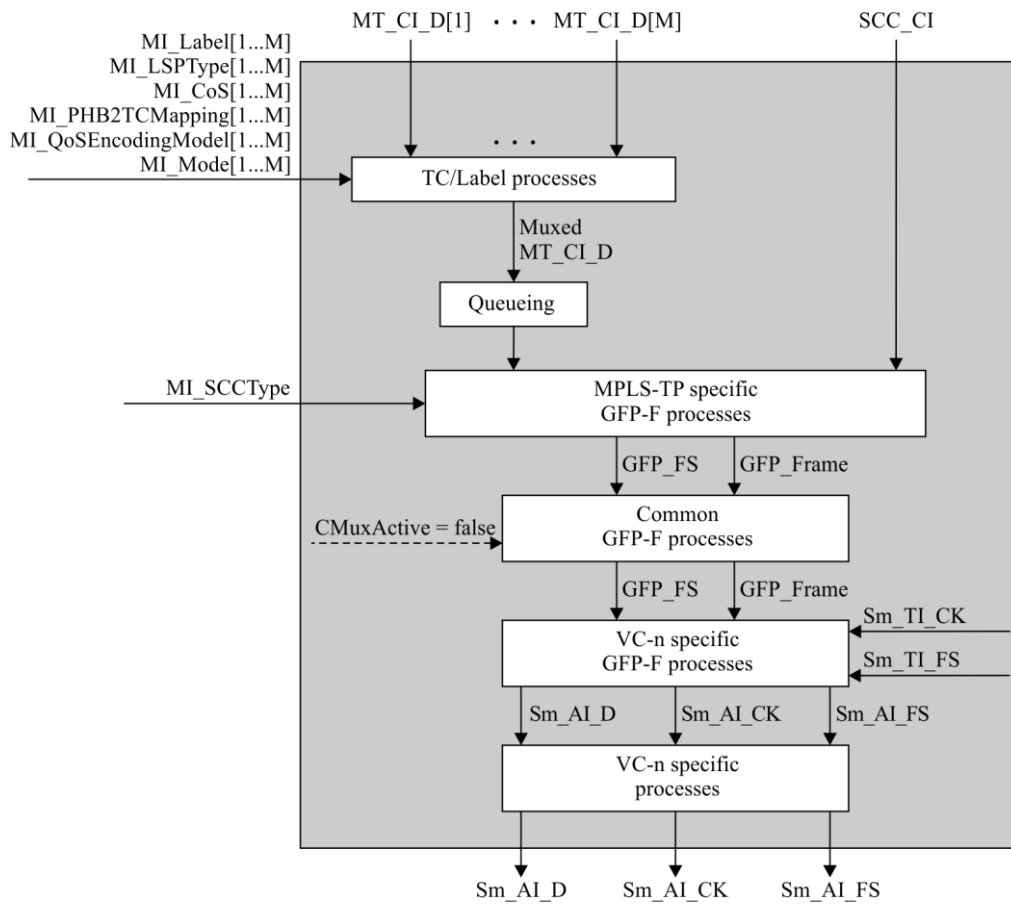 MT_CI_D[1] · · · MT_CI_D[M] SCC_CI
MI_Label[1...M]
MI_LSPType[1...M]
MI_CoS[1...M]
MI_PHB2TCMapping[1...M]
MI_QoSEncodingModel[1...M]
MI_Mode[1...M]
· · ·
TC/Label processes
Muxed
MT_CI_D
Queueing
MI_SCCType
MPLS-TP specific
GFP-F processes
GFP_FS GFP_Frame
CMuxActive = false
Common
GFP-F processes
GFP_FS GFP_Frame
Sm_TI_CK
VC-n specific
GFP-F processes
Sm_TI_FS
Sm_AI_D Sm_AI_CK Sm_AI_FS
VC-n specific
processes
Sm_AI_D Sm_AI_CK Sm_AI_FS